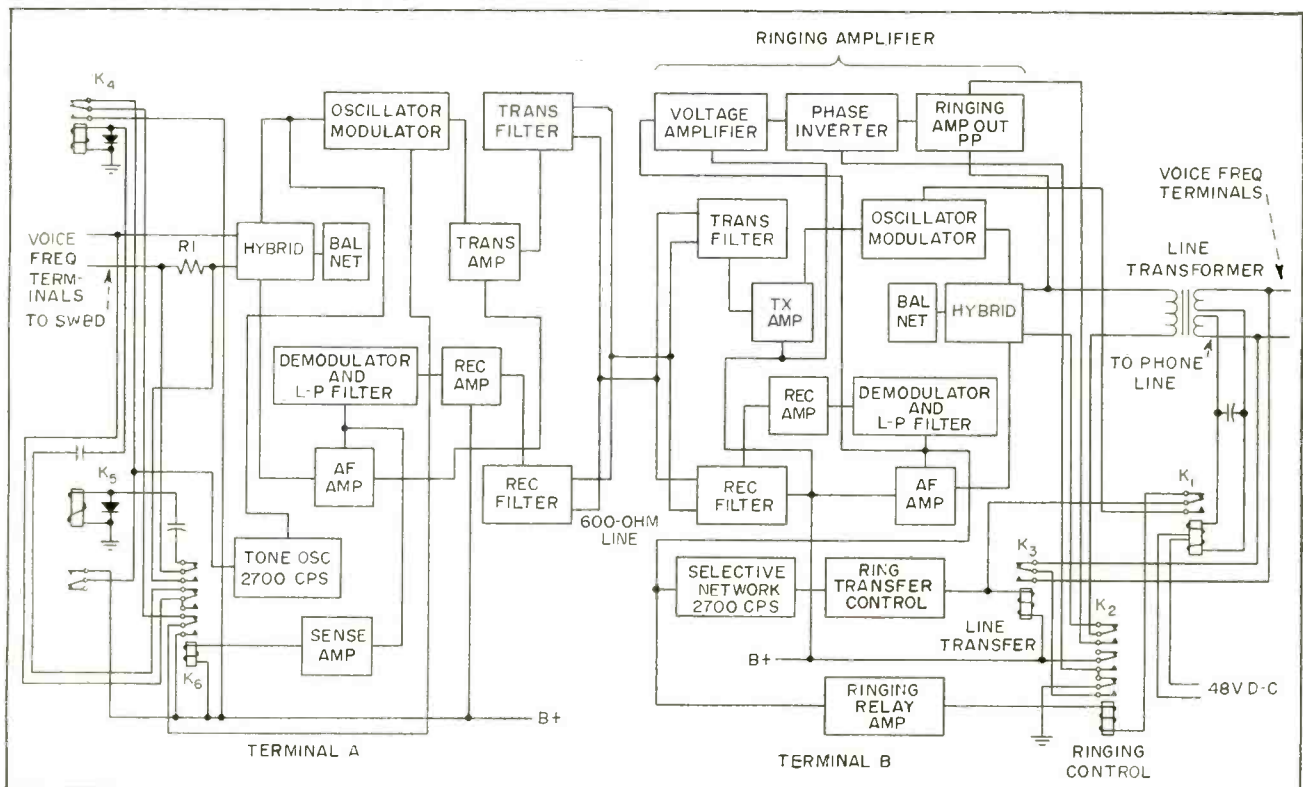 RINGING AMPLIFIER
K4
OSCILLATOR
MODULATOR
TRANS
FILTER
VOLTAGE
AMPLIFIER
PHASE
INVERTER
RINGING
AMP OUT
PP
VOICE FREQ
TERMINALS
VOICE
FREQ
TERM-
INALS
TO SWBD
R1
HYBRID
BAL
NET
TRANS
AMP
TRANS
FILTER
OSCILLATOR
MODULATOR
LINE
TRANSFORMER
TX
AMP
BAL
NET
HYBRID
TO PHONE
LINE
DEMODULATOR
AND
L-P FILTER
REC
AMP
REC
AMP
DEMODULATOR
AND
L-P FILTER
K5
AF
AMP
REC
FILTER
600-OHM
LINE
REC
FILTER
AF
AMP
K1
TONE OSC
2700 CPS
SELECTIVE
NETWORK
2700 CPS
RING
TRANSFER
CONTROL
K3
K2
LINE
TRANSFER
SENSE
AMP
K6
B+
B+
RINGING
RELAY
AMP
48V D-C
TERMINAL A
TERMINAL B
RINGING
CONTROL